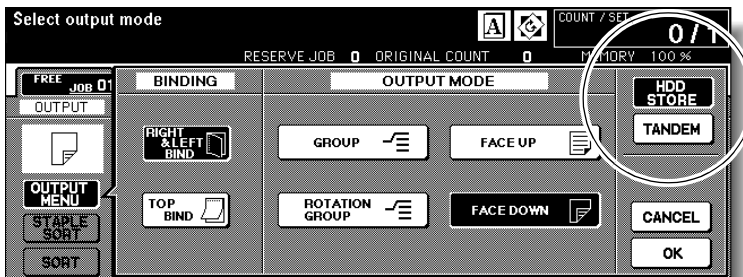 Select output mode
COUNT / SET
0/1
RESERVE JOB 0 ORIGINAL COUNT 0 MEMORY 100 %
FREE JOB 01
OUTPUT
OUTPUT
MENU
STAPLE
SORT
SORT
BINDING
RIGHT
&LEFT
BIND
TOP
BIND
OUTPUT MODE
GROUP
FACE UP
ROTATION
GROUP
FACE DOWN
HDD
STORE
TANDEM
CANCEL
OK
A